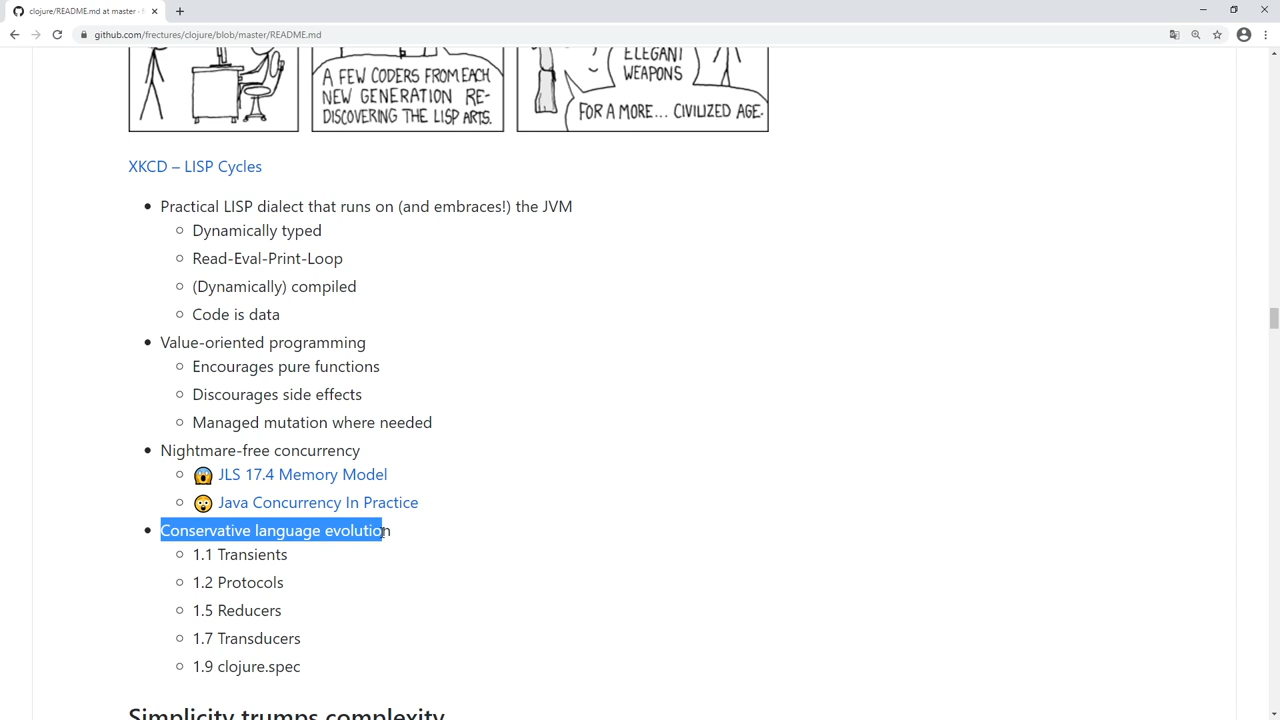 clojure/README.md at master · f
github.com/frectures/clojure/blob/master/README.md
A FEW CODERS FROM EACH
NEW GENERATION RE-
DISCOVERING THE LISP ARTS.
ELEGANT
WEAPONS
FOR A MORE... CIVILIZED AGE.
XKCD – LISP Cycles
Practical LISP dialect that runs on (and embraces!) the JVM
Dynamically typed
Read-Eval-Print-Loop
(Dynamically) compiled
Code is data
Value-oriented programming
Encourages pure functions
Discourages side effects
Managed mutation where needed
Nightmare-free concurrency
😱 JLS 17.4 Memory Model
😲 Java Concurrency In Practice
Conservative language evolution
1.1 Transients
1.2 Protocols
1.5 Reducers
1.7 Transducers
1.9 clojure.spec
Simplicity trumps complexity